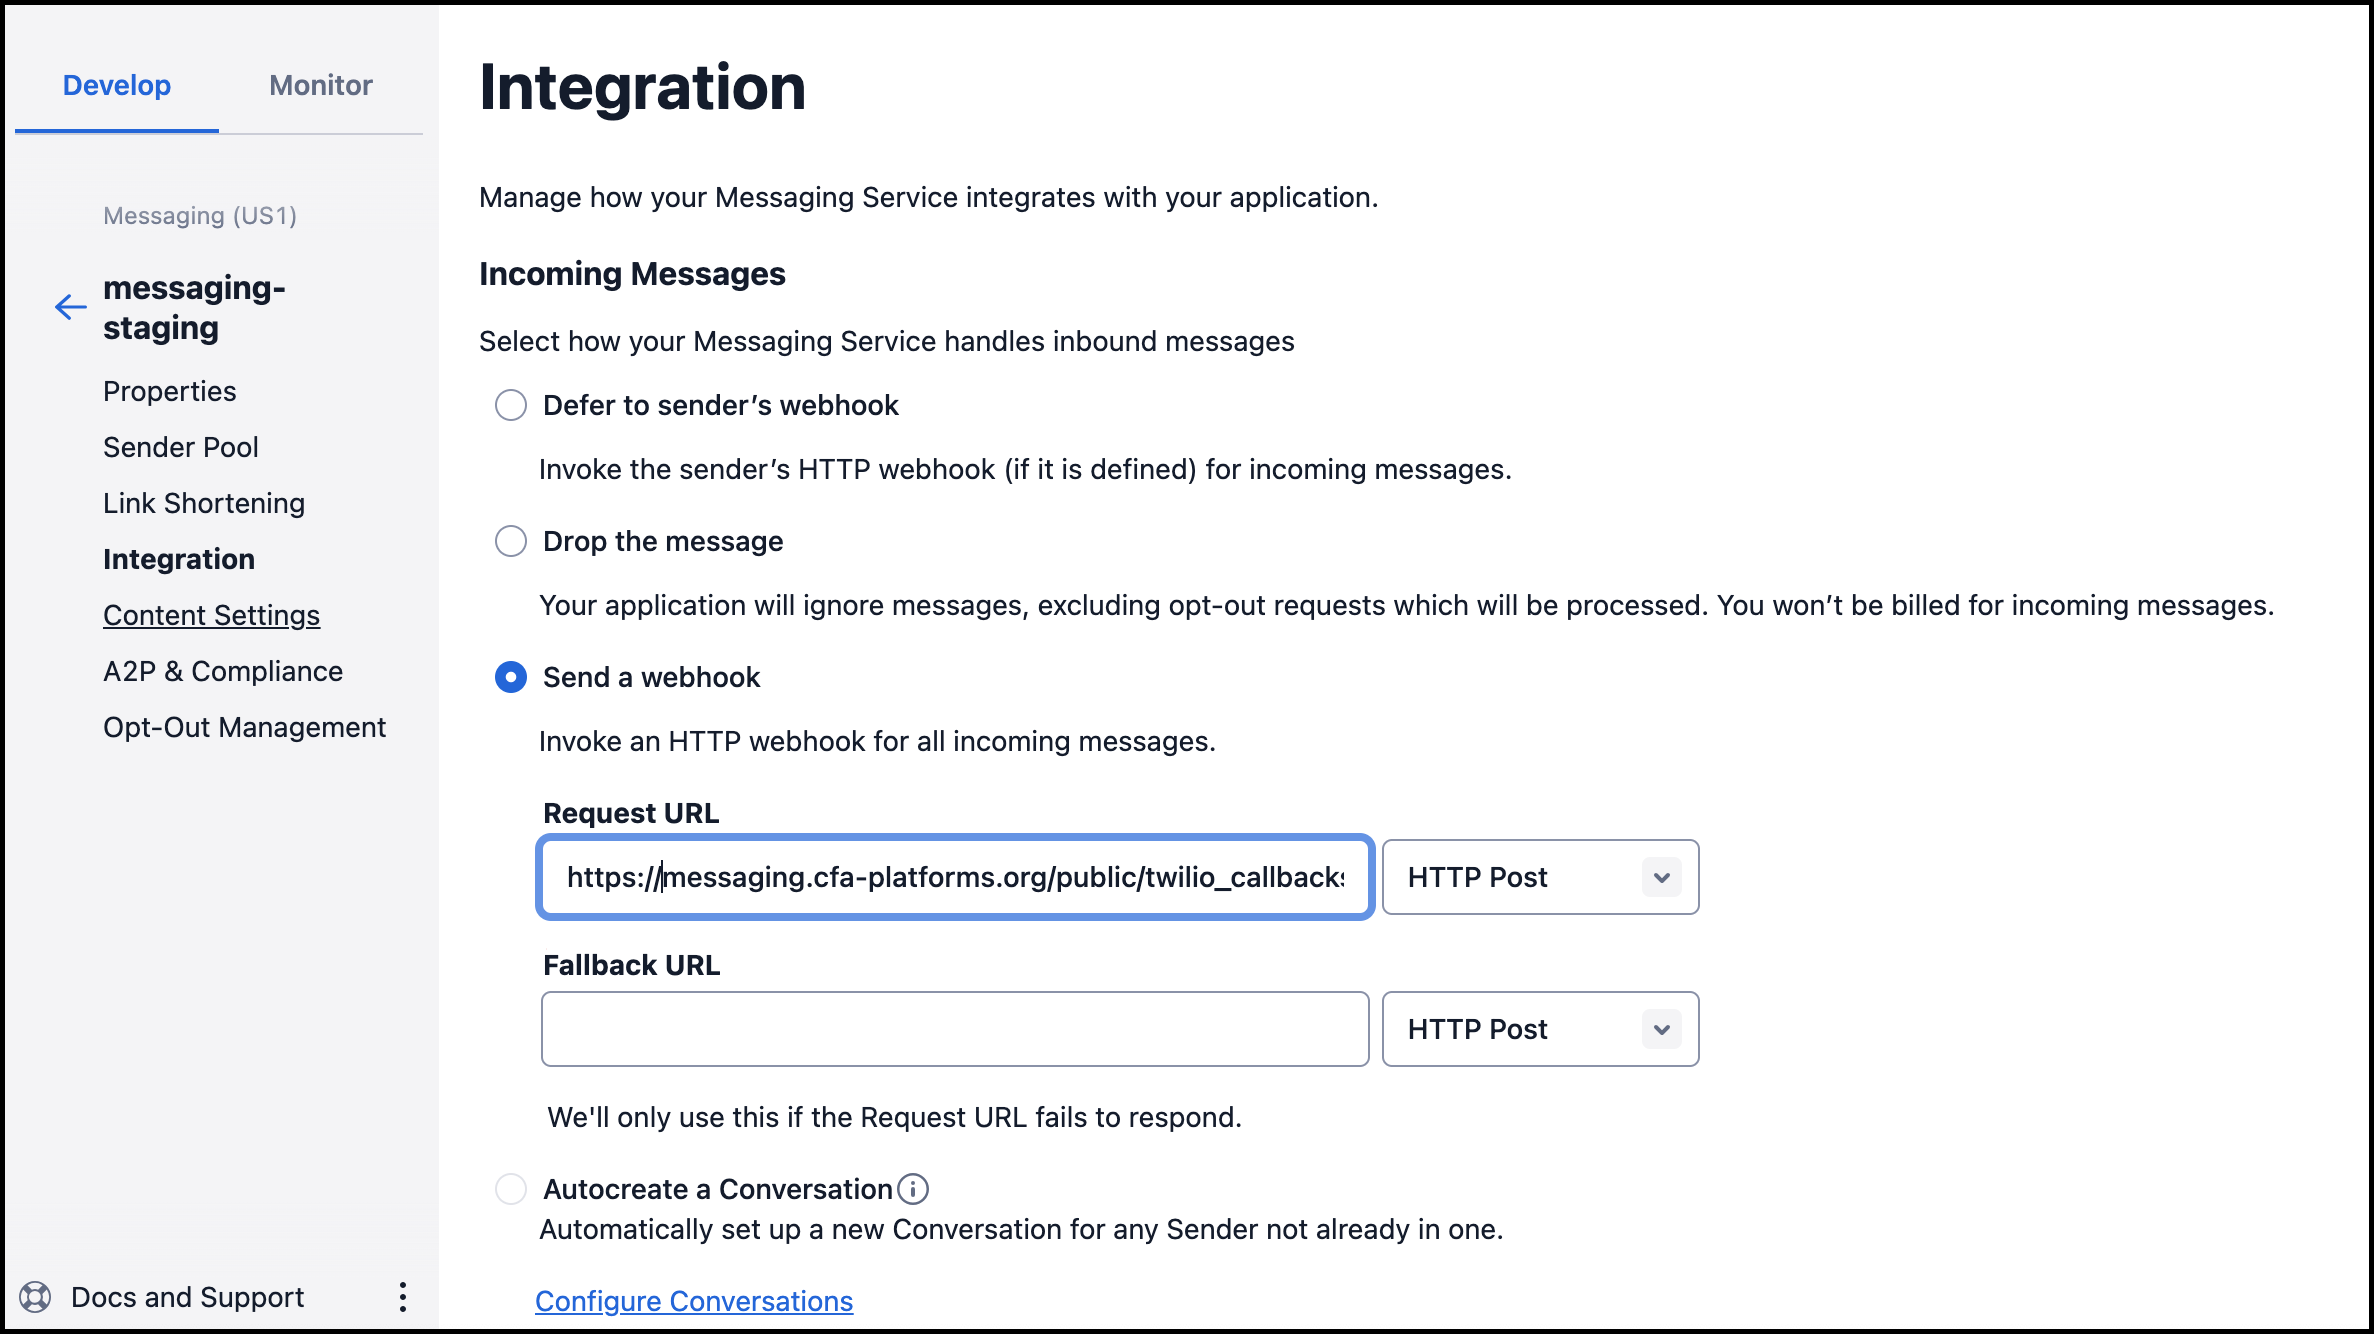 Develop
Monitor
Messaging (US1)
messaging-
staging
Properties
Sender Pool
Link Shortening
Integration
Content Settings
A2P & Compliance
Opt-Out Management
Docs and Support
Integration
Manage how your Messaging Service integrates with your application.
Incoming Messages
Select how your Messaging Service handles inbound messages
Defer to sender’s webhook
Invoke the sender’s HTTP webhook (if it is defined) for incoming messages.
Drop the message
Your application will ignore messages, excluding opt-out requests which will be processed. You won’t be billed for incoming messages.
Send a webhook
Invoke an HTTP webhook for all incoming messages.
Request URL
https://messaging.cfa-platforms.org/public/twilio_callbacks
HTTP Post
Fallback URL
HTTP Post
We'll only use this if the Request URL fails to respond.
Autocreate a Conversation
Automatically set up a new Conversation for any Sender not already in one.
Configure Conversations